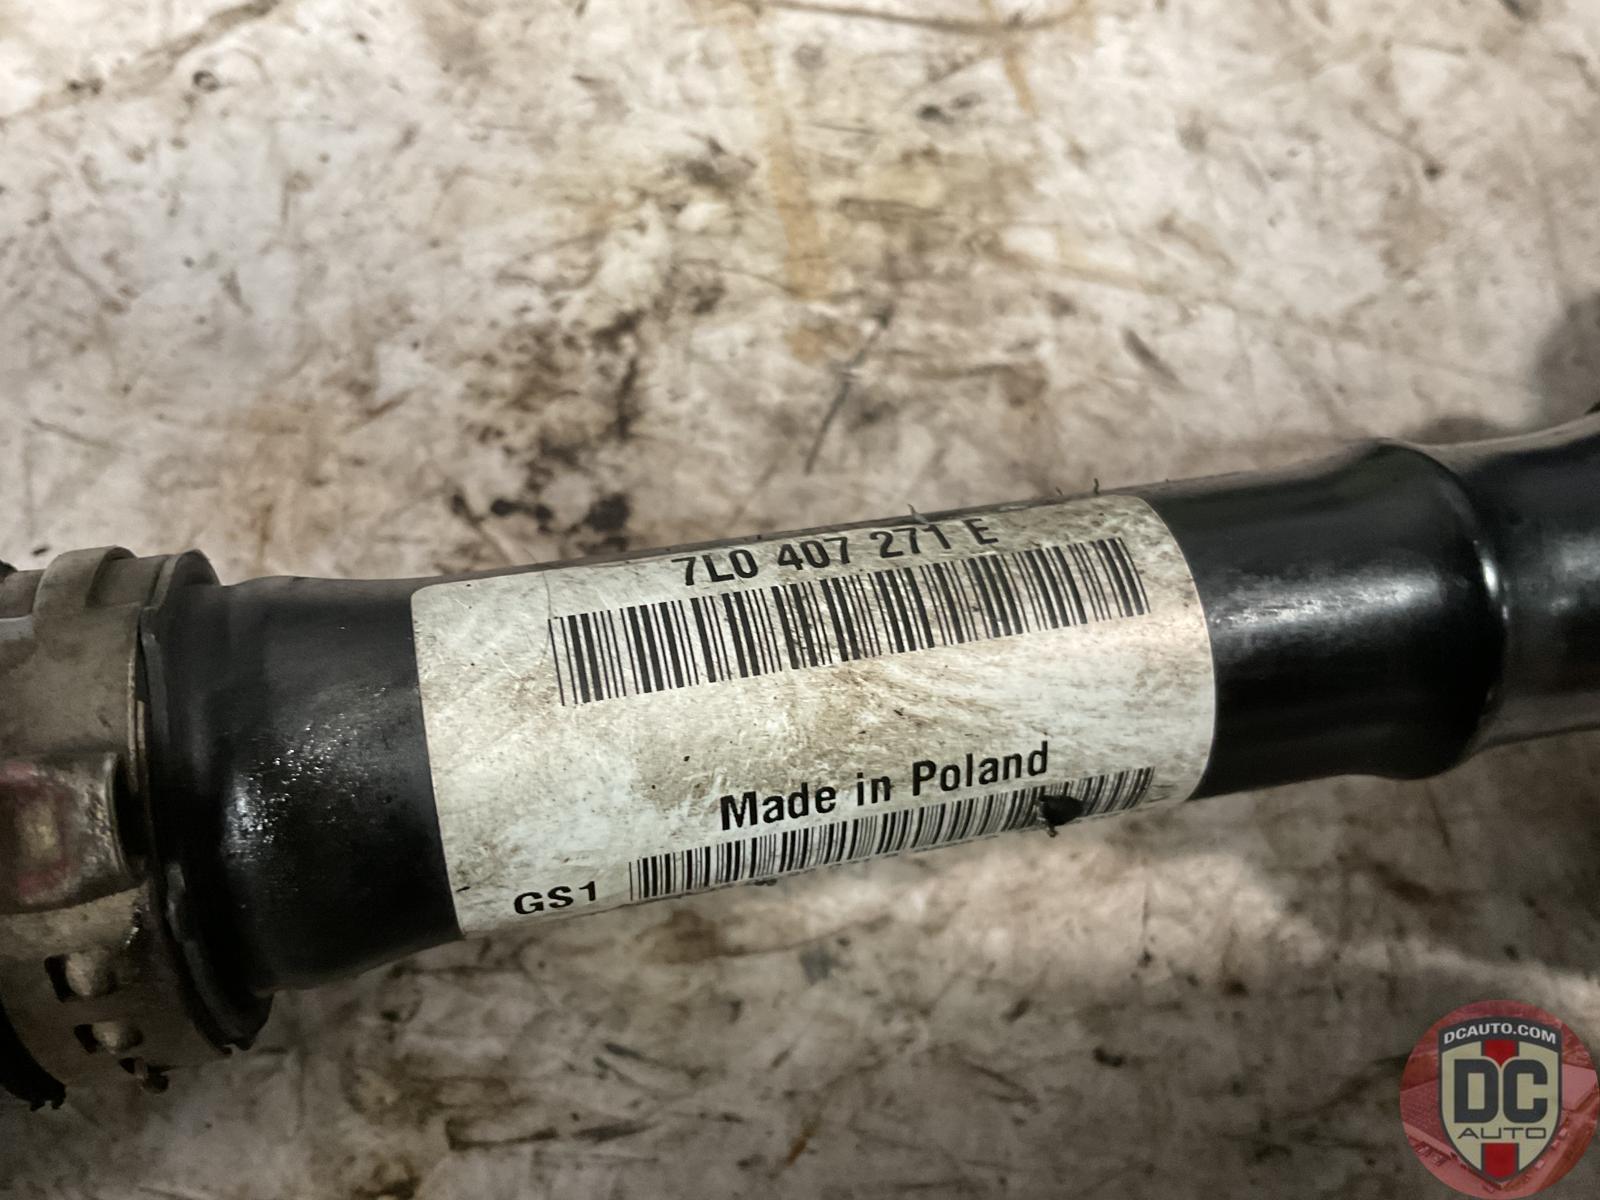 7L0 407 271 E
Made in Poland
GS1
DCAUTO.COM
DC
AUTO